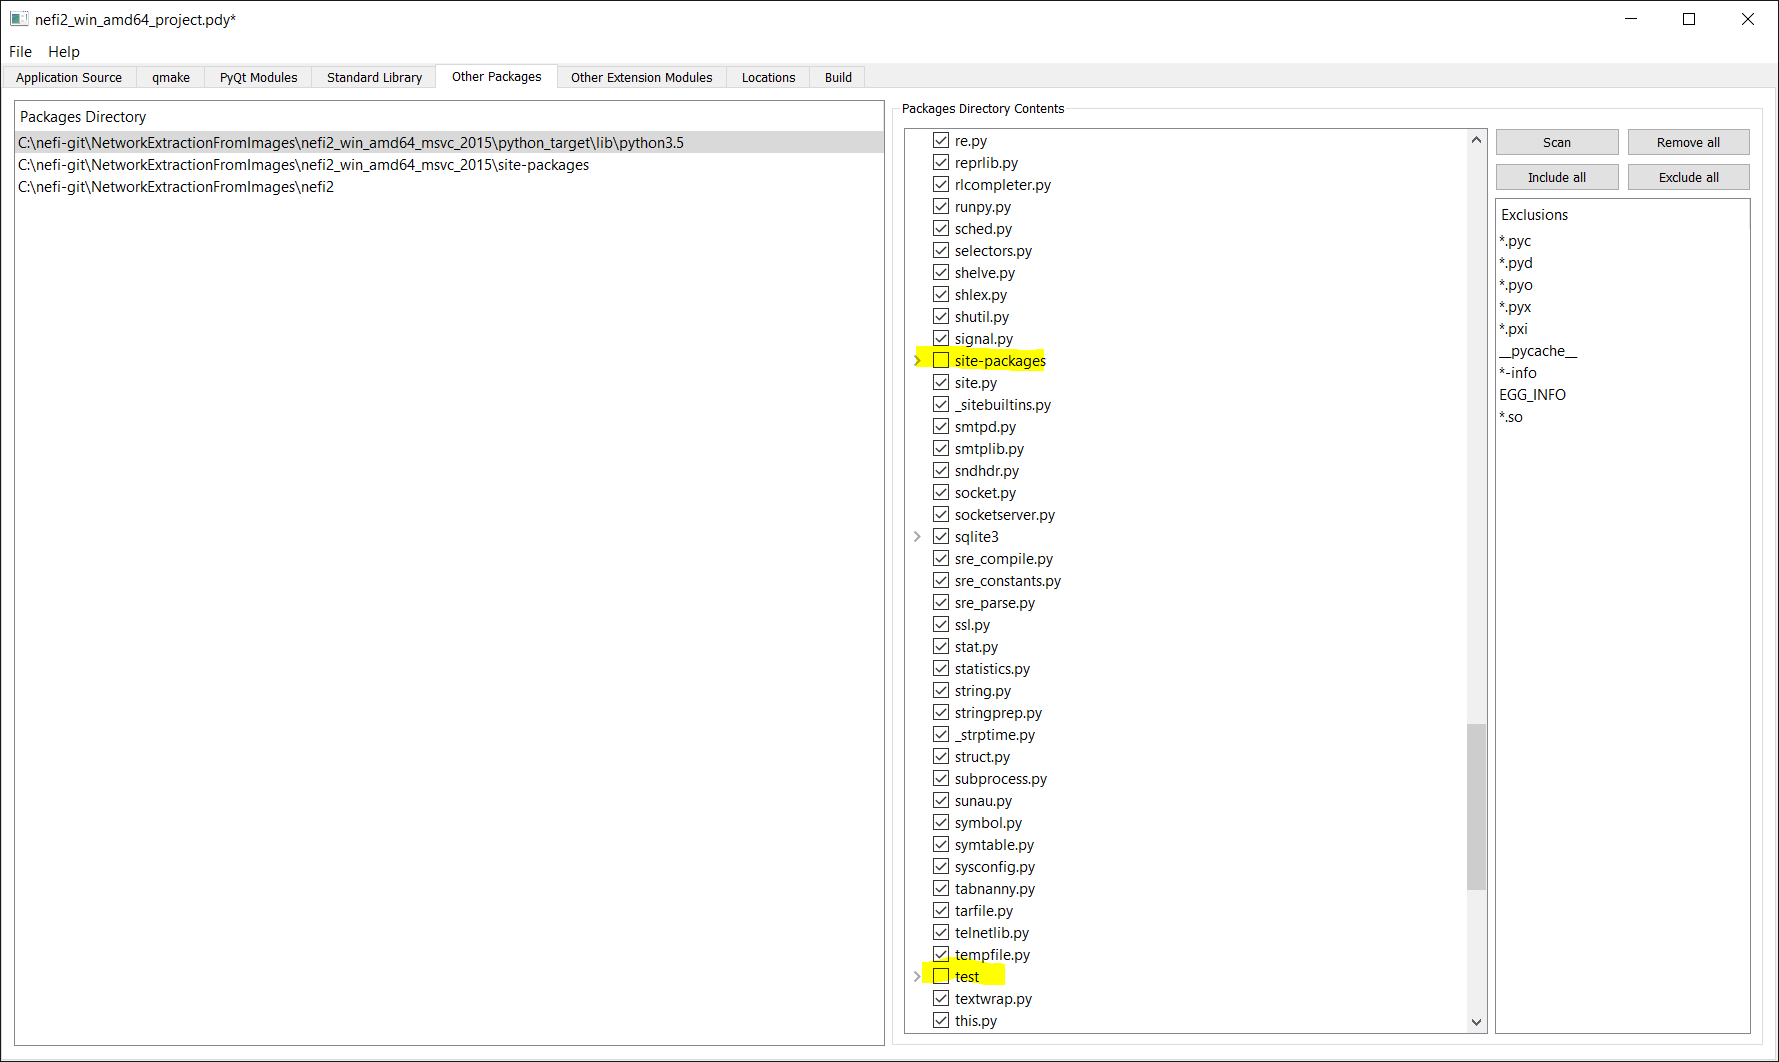 nefi2_win_amd64_project.pdy*
File Help
Application Source qmake PyQt Modules Standard Library Other Packages Other Extension Modules Locations Build
Packages Directory
C:\nefi-git\NetworkExtractionFromImages\nefi2_win_amd64_msvc_2015\python_target\lib\python3.5
C:\nefi-git\NetworkExtractionFromImages\nefi2_win_amd64_msvc_2015\site-packages
C:\nefi-git\NetworkExtractionFromImages\nefi2
Packages Directory Contents
re.py
reprlib.py
rlcompleter.py
runpy.py
sched.py
selectors.py
shelve.py
shlex.py
shutil.py
signal.py
site-packages
site.py
_sitebuiltins.py
smtpd.py
smtplib.py
sndhdr.py
socket.py
socketserver.py
sqlite3
sre_compile.py
sre_constants.py
sre_parse.py
ssl.py
stat.py
statistics.py
string.py
stringprep.py
_strptime.py
struct.py
subprocess.py
sunau.py
symbol.py
symtable.py
sysconfig.py
tabnanny.py
tarfile.py
telnetlib.py
tempfile.py
test
textwrap.py
this.py
Scan Remove all
Include all Exclude all
Exclusions
*.pyc
*.pyd
*.pyo
*.pyx
*.pxi
__pycache__
*-info
EGG_INFO
*.so